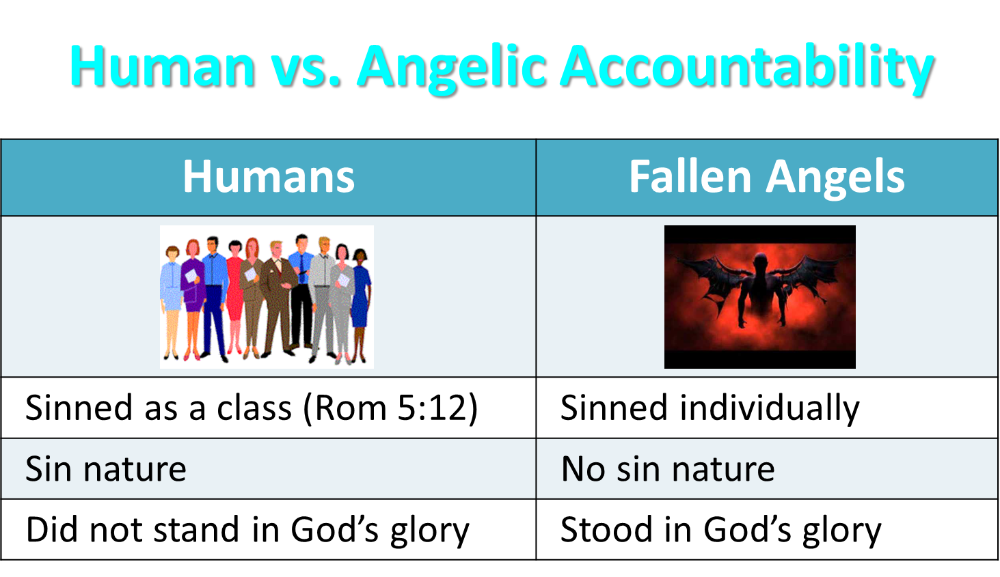 Human vs. Angelic Accountability
Humans
Fallen Angels
Sinned as a class (Rom 5:12)
Sinned individually
Sin nature
No sin nature
Did not stand in God’s glory
Stood in God’s glory